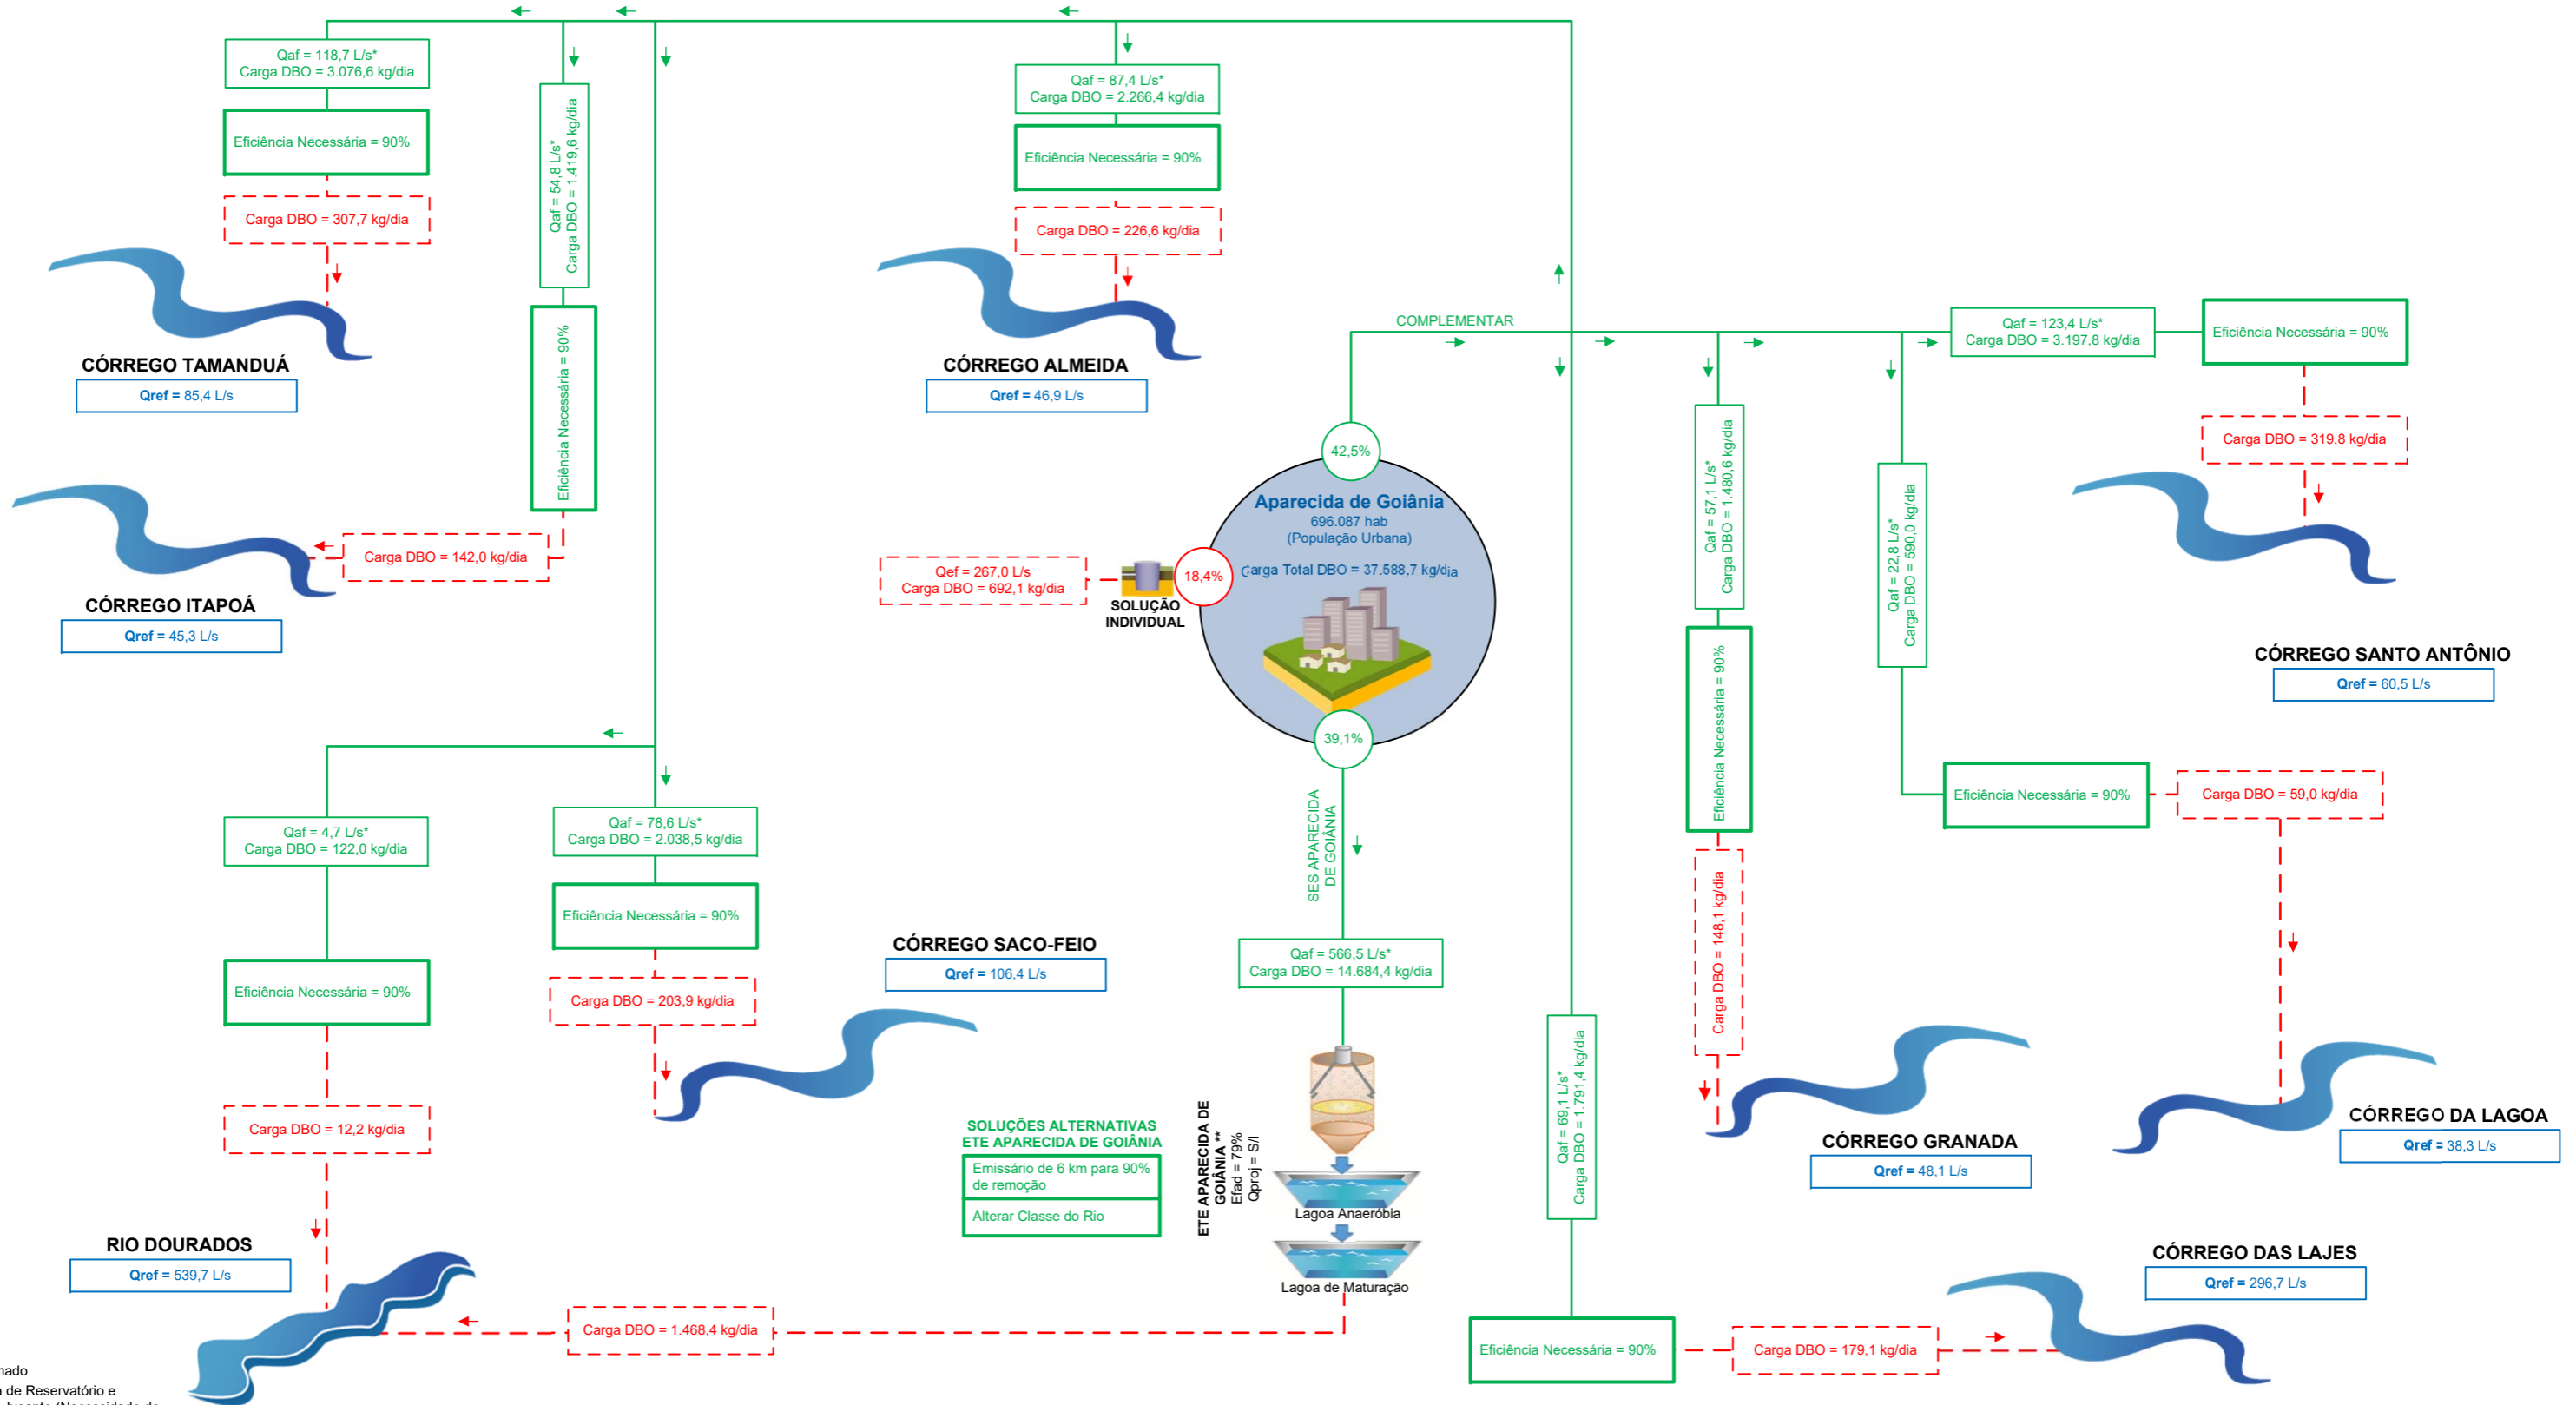 Qaf = 118,7 L/s*
Carga DBO = 3.076,6 kg/dia
Eficiência Necessária = 90%
Carga DBO = 307,7 kg/dia
CÓRREGO TAMANDUÁ
Qref = 85,4 L/s
Qaf = 54,8 L/s*
Carga DBO = 1.419,6 kg/dia
Eficiência Necessária = 90%
Carga DBO = 142,0 kg/dia
CÓRREGO ITAPOÁ
Qref = 45,3 L/s
Qaf = 87,4 L/s*
Carga DBO = 2.266,4 kg/dia
Eficiência Necessária = 90%
Carga DBO = 226,6 kg/dia
CÓRREGO ALMEIDA
Qref = 46,9 L/s
COMPLEMENTAR
Qaf = 123,4 L/s*
Carga DBO = 3.197,8 kg/dia
Eficiência Necessária = 90%
Carga DBO = 319,8 kg/dia
CÓRREGO SANTO ANTÔNIO
Qref = 60,5 L/s
42,5%
Aparecida de Goiânia
696.087 hab
(População Urbana)
Carga Total DBO = 37.588,7 kg/dia
18,4%
39,1%
Qef = 267,0 L/s
Carga DBO = 692,1 kg/dia
SOLUÇÃO
INDIVIDUAL
Qaf = 57,1 L/s*
Carga DBO = 1.480,6 kg/dia
Eficiência Necessária = 90%
Carga DBO = 148,1 kg/dia
CÓRREGO GRANADA
Qref = 48,1 L/s
Qaf = 22,8 L/s*
Carga DBO = 590,0 kg/dia
Eficiência Necessária = 90%
Carga DBO = 59,0 kg/dia
CÓRREGO DA LAGOA
Qref = 38,3 L/s
Qaf = 4,7 L/s*
Carga DBO = 122,0 kg/dia
Eficiência Necessária = 90%
Carga DBO = 12,2 kg/dia
RIO DOURADOS
Qref = 539,7 L/s
Qaf = 78,6 L/s*
Carga DBO = 2.038,5 kg/dia
Eficiência Necessária = 90%
Carga DBO = 203,9 kg/dia
CÓRREGO SACO-FEIO
Qref = 106,4 L/s
SES APARECIDA
DE GOIÂNIA
Qaf = 566,5 L/s*
Carga DBO = 14.684,4 kg/dia
SOLUÇÕES ALTERNATIVAS
ETE APARECIDA DE GOIÂNIA
Emissário de 6 km para 90%
de remoção
Alterar Classe do Rio
ETE APARECIDA DE
GOIÂNIA **
Efad = 79%
Qproj = S/I
Lagoa Anaeróbia
Lagoa de Maturação
Carga DBO = 1.468,4 kg/dia
Qaf = 69,1 L/s*
Carga DBO = 1.791,4 kg/dia
Eficiência Necessária = 90%
Carga DBO = 179,1 kg/dia
CÓRREGO DAS LAJES
Qref = 296,7 L/s
de Reservatório e